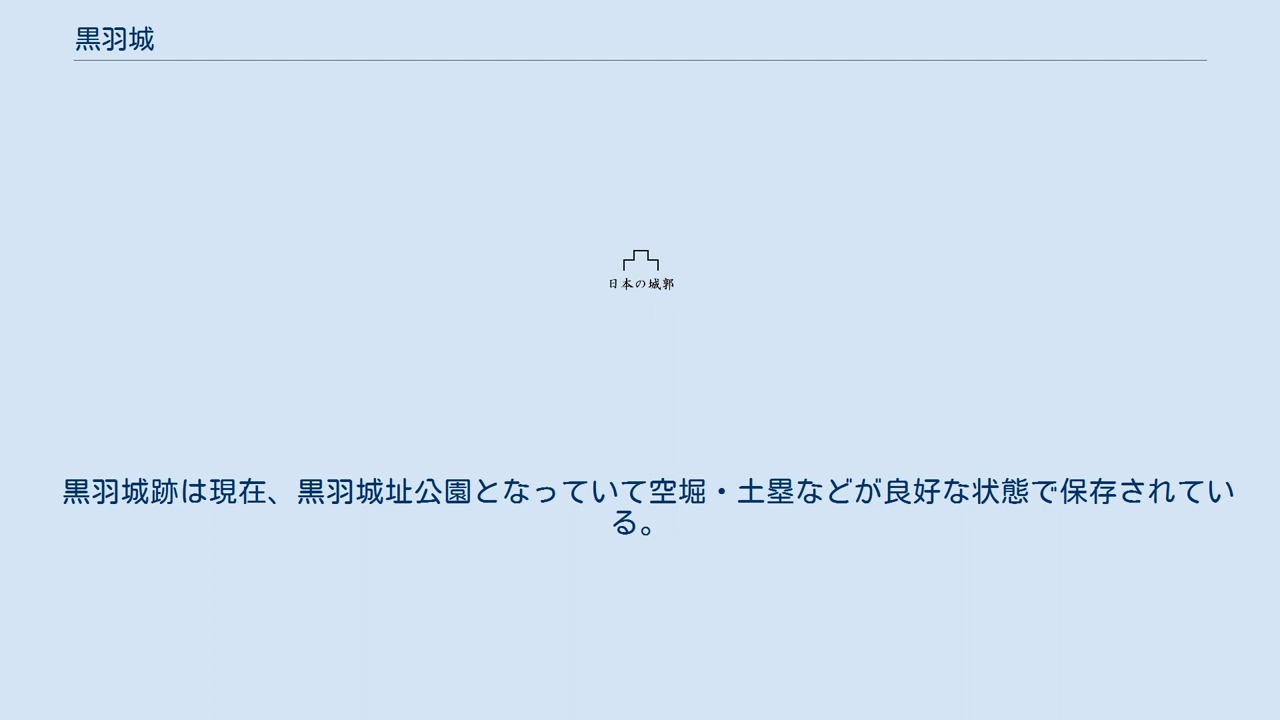 黒羽城
日本の城郭
黒羽城跡は現在、黒羽城址公園となっていて空堀・土塁などが良好な状態で保存されてい
る。